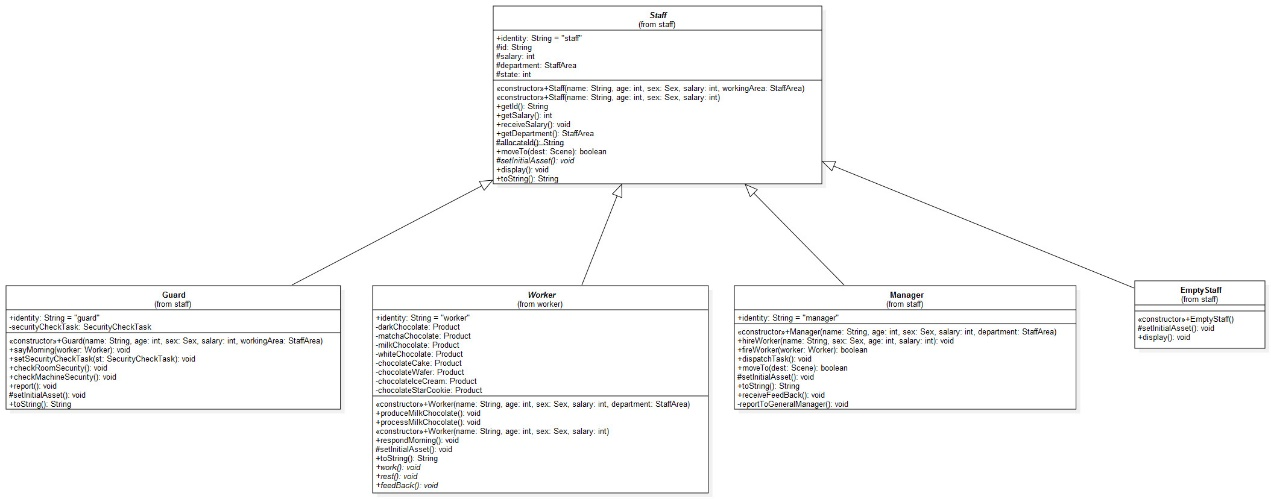 Staff
(from staff)
+identity: String = "staff"
#id: String
#salary: int
#department: StaffArea
#state: int
«constructor»+Staff(name: String, age: int, sex: Sex, salary: int, workingArea: StaffArea)
«constructor»+Staff(name: String, age: int, sex: Sex, salary: int)
+getId(): String
+getSalary(): int
+receiveSalary(): void
+getDepartment(): StaffArea
#allocateId(): String
+moveTo(dest: Scene): boolean
#setInitialAsset(): void
+display(): void
+toString(): String
Guard
(from staff)
+identity: String = "guard"
-securityCheckTask: SecurityCheckTask
«constructor»+Guard(name: String, age: int, sex: Sex, salary: int, workingArea: StaffArea)
+sayMorning(worker: Worker): void
+setSecurityCheckTask(st: SecurityCheckTask): void
+checkRoomSecurity(): void
+checkMachineSecurity(): void
+report(): void
#setInitialAsset(): void
+toString(): String
Worker
(from worker)
+identity: String = "worker"
-darkChocolate: Product
-matchaChocolate: Product
-milkChocolate: Product
-whiteChocolate: Product
-chocolateCake: Product
-chocolateWafer: Product
-chocolateIceCream: Product
-chocolateStarCookie: Product
«constructor»+Worker(name: String, age: int, sex: Sex, salary: int, department: StaffArea)
+produceMilkChocolate(): void
+processMilkChocolate(): void
«constructor»+Worker(name: String, age: int, sex: Sex, salary: int)
+respondMorning(): void
#setInitialAsset(): void
+toString(): String
+work(): void
+rest(): void
+feedBack(): void
Manager
(from staff)
+identity: String = "manager"
«constructor»+Manager(name: String, age: int, sex: Sex, salary: int, department: StaffArea)
+hireWorker(name: String, sex: Sex, age: int, salary: int): void
+fireWorker(worker: Worker): boolean
+dispatchTask(): void
+moveTo(dest: Scene): boolean
#setInitialAsset(): void
+toString(): String
+receiveFeedBack(): void
-reportToGeneralManager(): void
EmptyStaff
(from staff)
«constructor»+EmptyStaff()
#setInitialAsset(): void
+display(): void